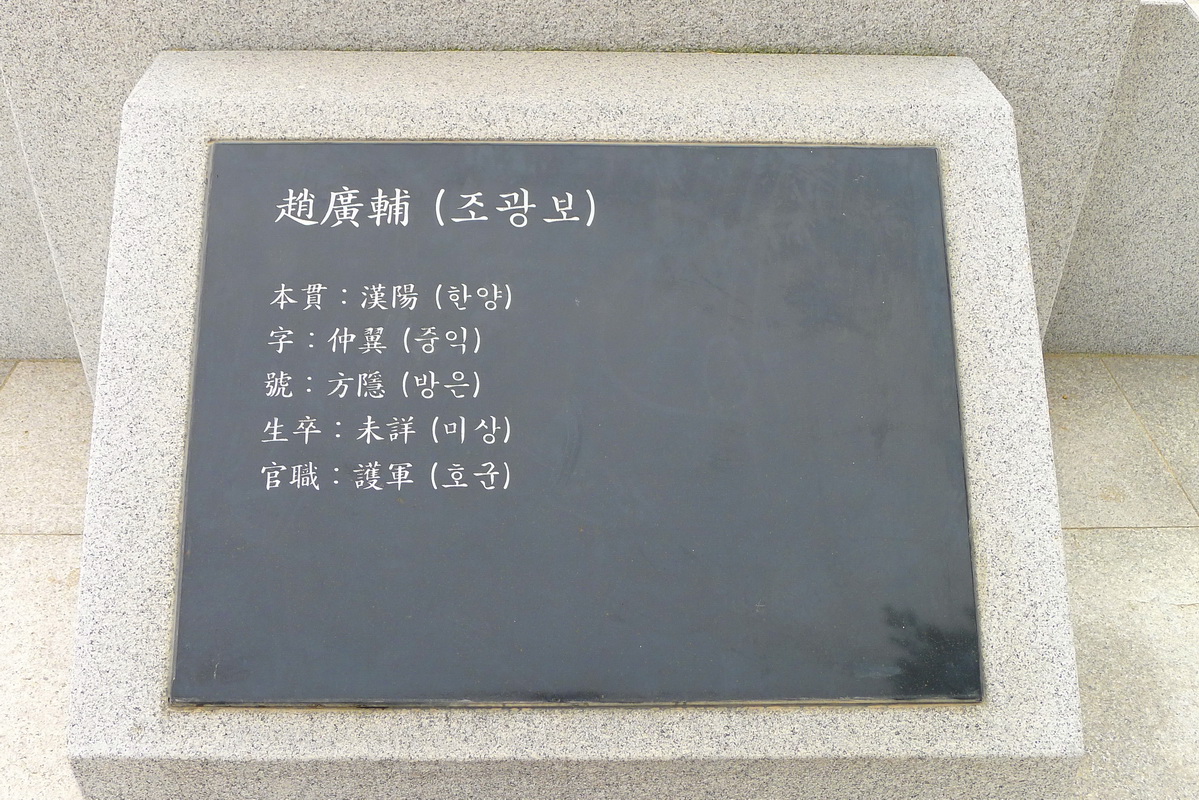 趙廣輔 (조광보)
本貫 : 漢陽 (한양)
字 : 仲翼 (중익)
號 : 方隱 (방은)
生卒 : 未詳 (미상)
官職 : 護軍 (호군)